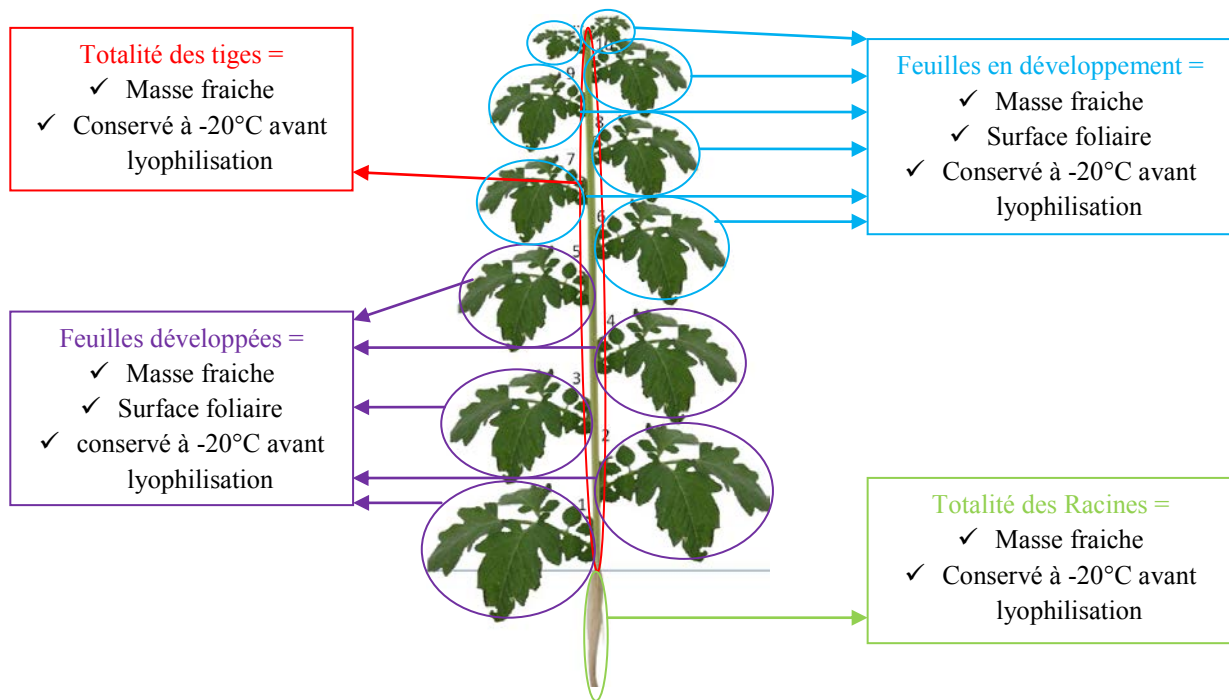 Totalité des tiges =
✓ Masse fraiche
✓ Conservé à -20°C avant
lyophilisation
Feuilles en développement =
✓ Masse fraiche
✓ Surface foliaire
✓ Conservé à -20°C avant
lyophilisation
Feuilles développées =
✓ Masse fraiche
✓ Surface foliaire
✓ conservé à -20°C avant
lyophilisation
Totalité des Racines =
✓ Masse fraiche
✓ Conservé à -20°C avant
lyophilisation
10
9
8
7
6
5
4
3
2
1